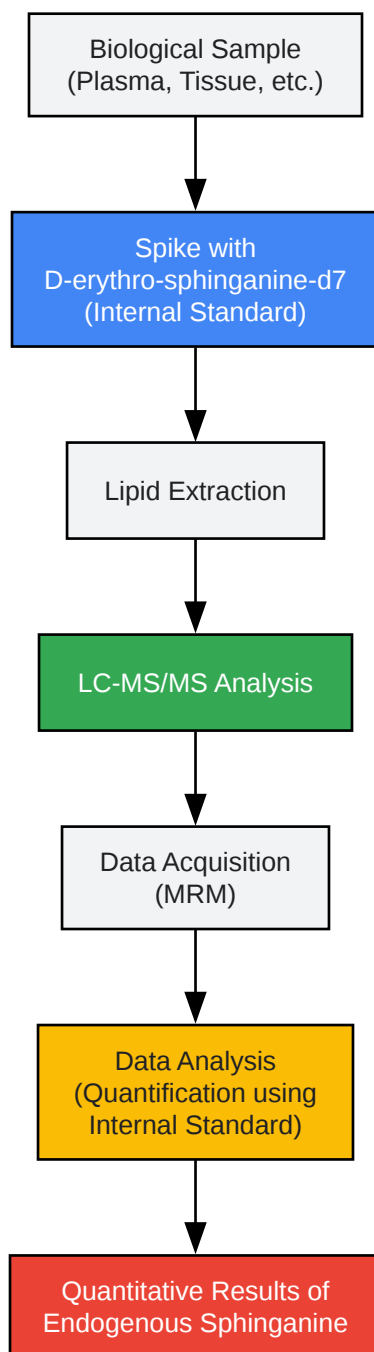 Biological Sample
(Plasma, Tissue, etc.)
Spike with
D-erythro-sphinganine-d7
(Internal Standard)
Lipid Extraction
LC-MS/MS Analysis
Data Acquisition
(MRM)
Data Analysis
(Quantification using
Internal Standard)
Quantitative Results of
Endogenous Sphinganine